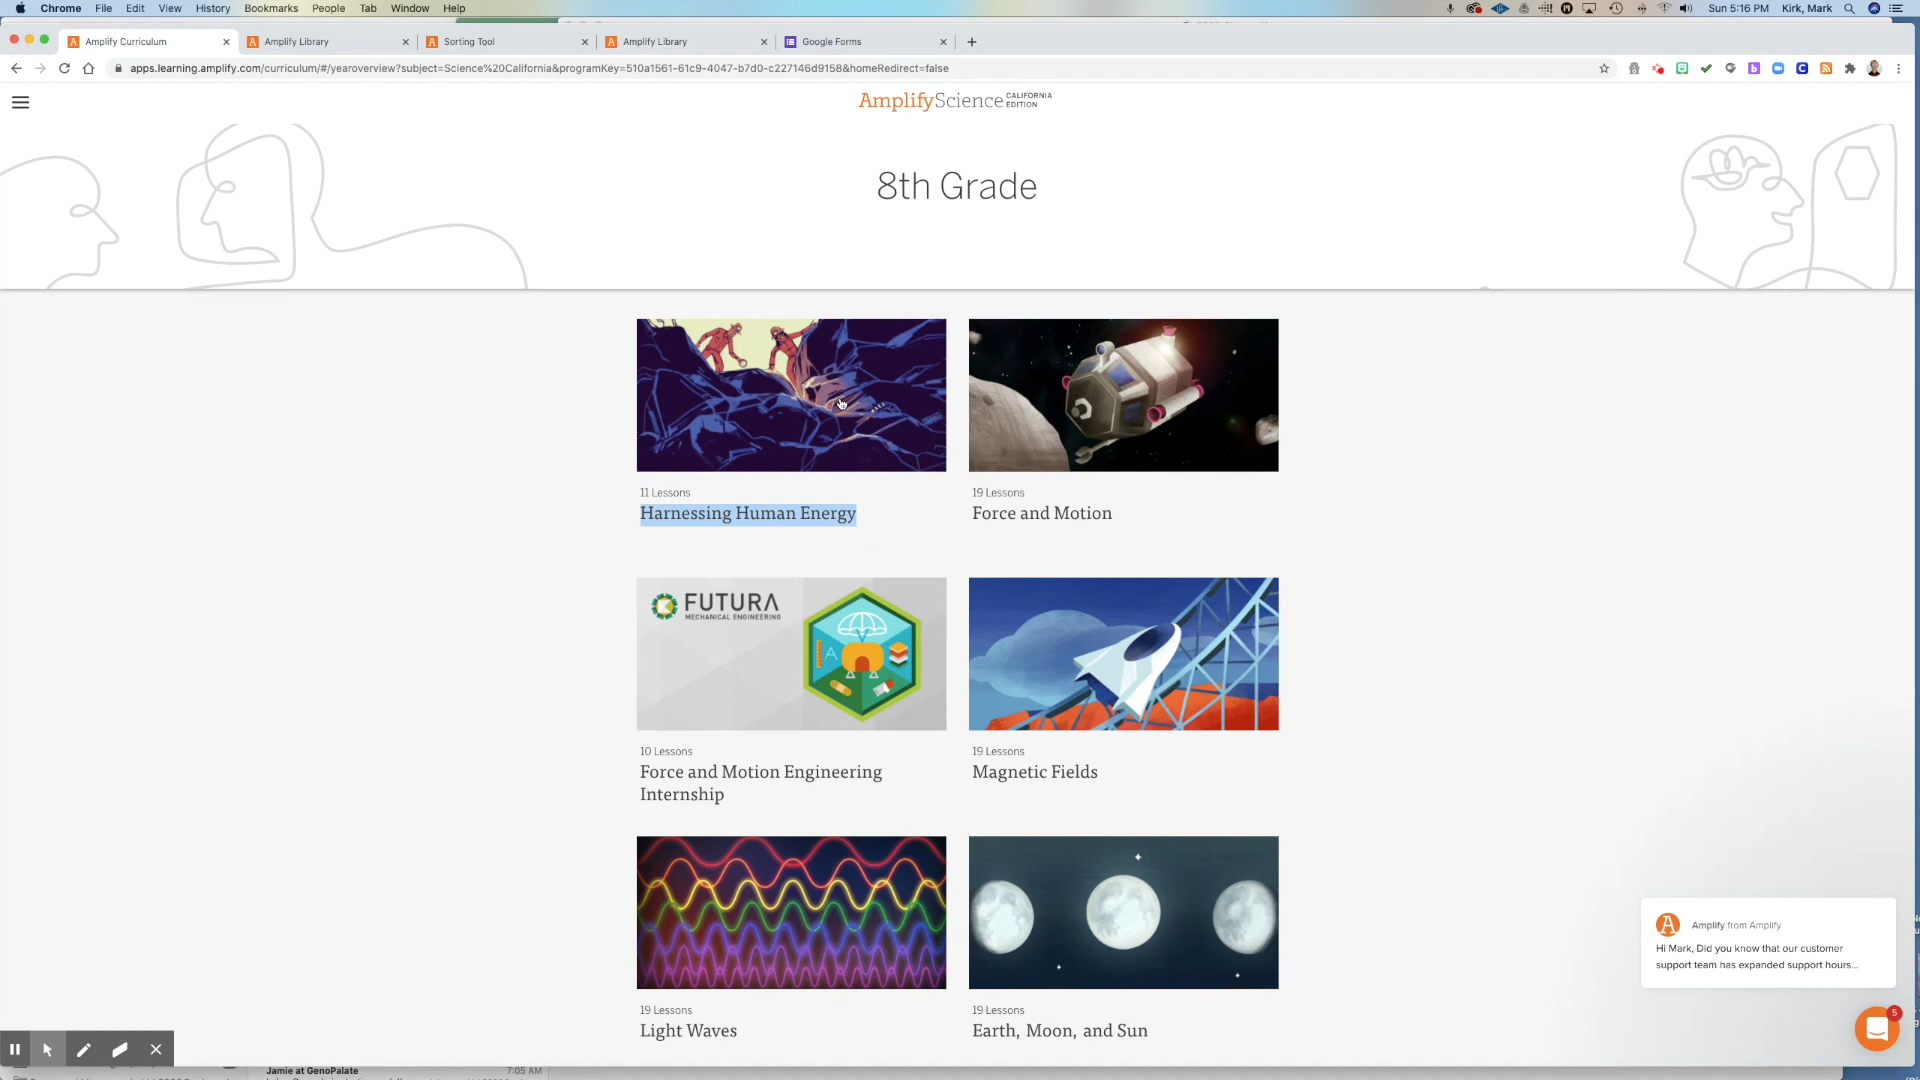 Chrome File Edit View History Bookmarks People Tab Window Help
Sun 5:16 PM Kirk, Mark
Amplify Curriculum
Amplify Library
Sorting Tool
Amplify Library
Google Forms
apps.learning.amplify.com/curriculum/#/yearoverview?subject=Science%20California&programKey=510a1561-61c9-4047-b7d0-c227146d9158&homeRedirect=false
AmplifyScience CALIFORNIA EDITION
8th Grade
11 Lessons
Harnessing Human Energy
19 Lessons
Force and Motion
FUTURA
MECHANICAL ENGINEERING
10 Lessons
Force and Motion Engineering
Internship
19 Lessons
Magnetic Fields
19 Lessons
Light Waves
19 Lessons
Earth, Moon, and Sun
Amplify from Amplify
Hi Mark, Did you know that our customer
support team has expanded support hours...
5
Jamie at GenoPalate 7:05 AM